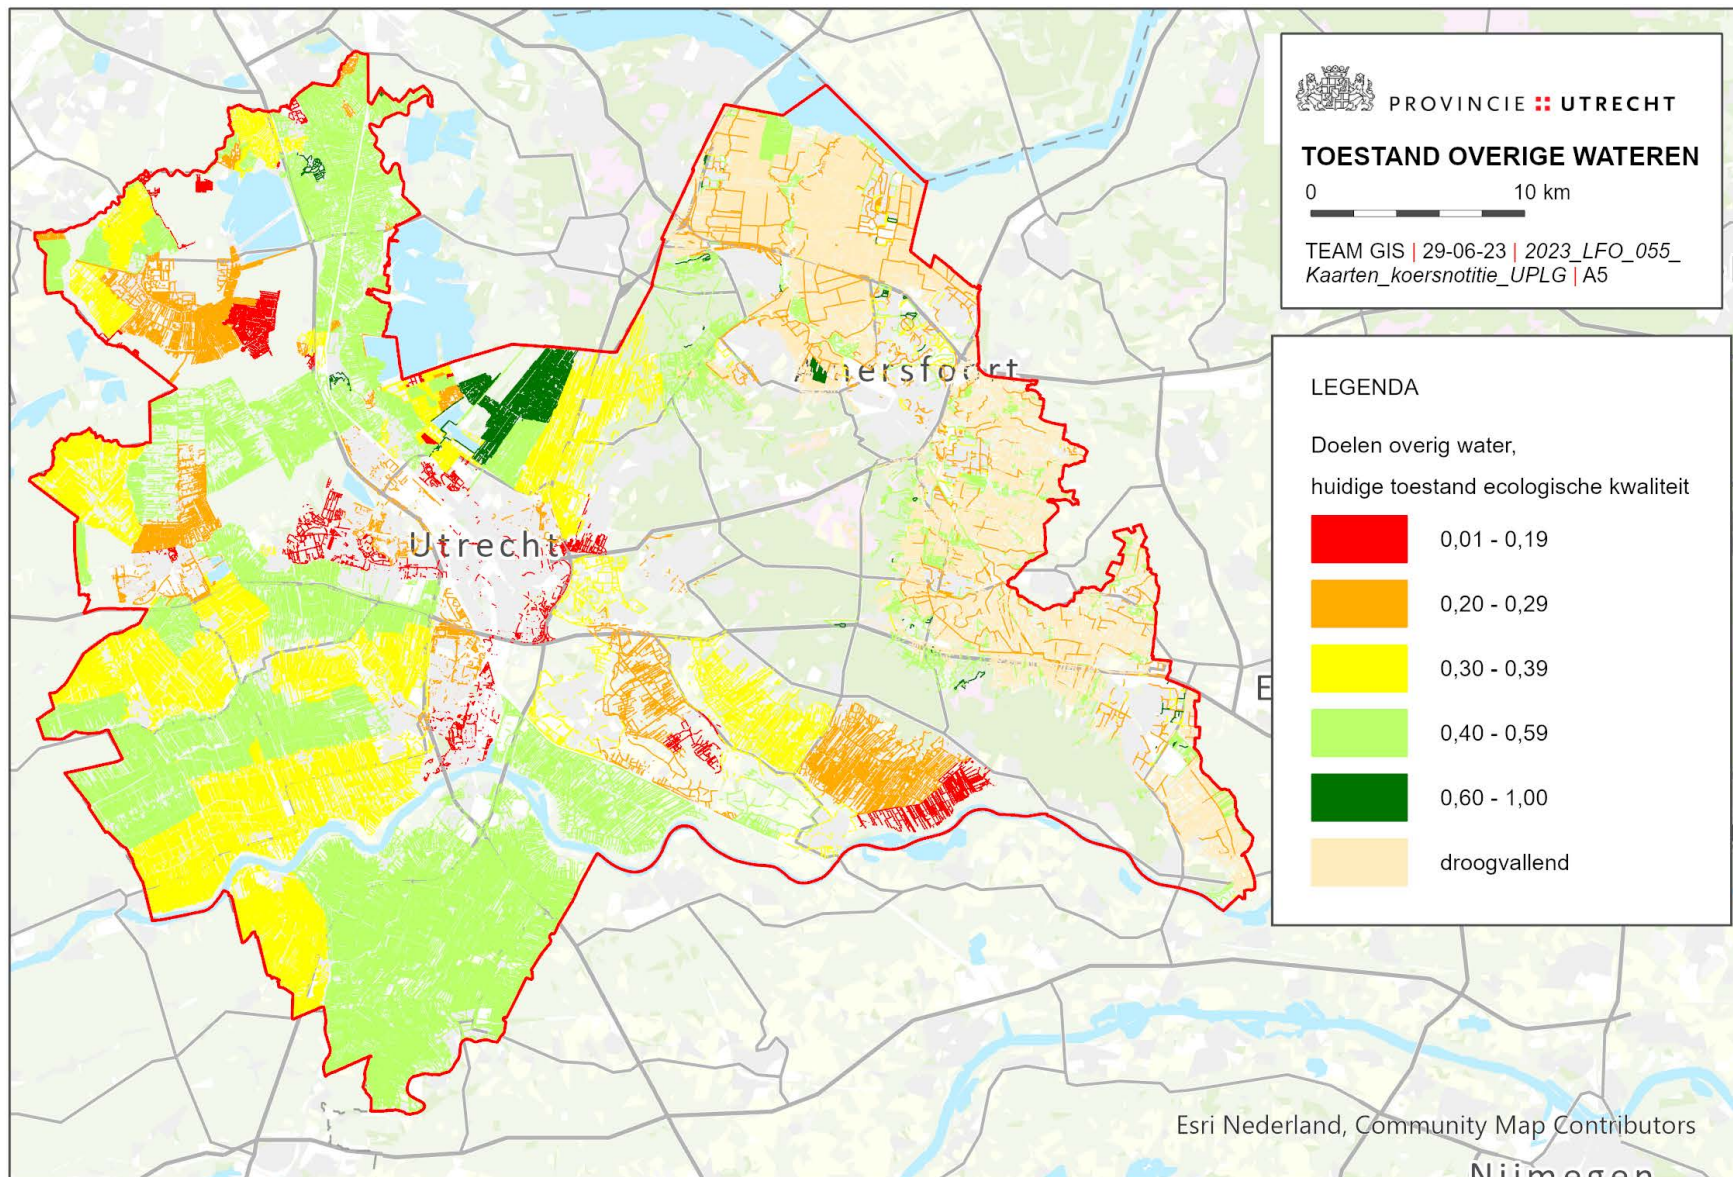 PROVINCIE UTRECHT
TOESTAND OVERIGE WATEREN
0 10 km
TEAM GIS | 29-06-23 | 2023_LFO_055_
Kaarten_koersnotitie_UPLG | A5
LEGENDA
Doelen overig water,
huidige toestand ecologische kwaliteit
0,01 - 0,19
0,20 - 0,29
0,30 - 0,39
0,40 - 0,59
0,60 - 1,00
droogvallend
Amersfoort
Utrecht
E
Esri Nederland, Community Map Contributors
Nijmegen